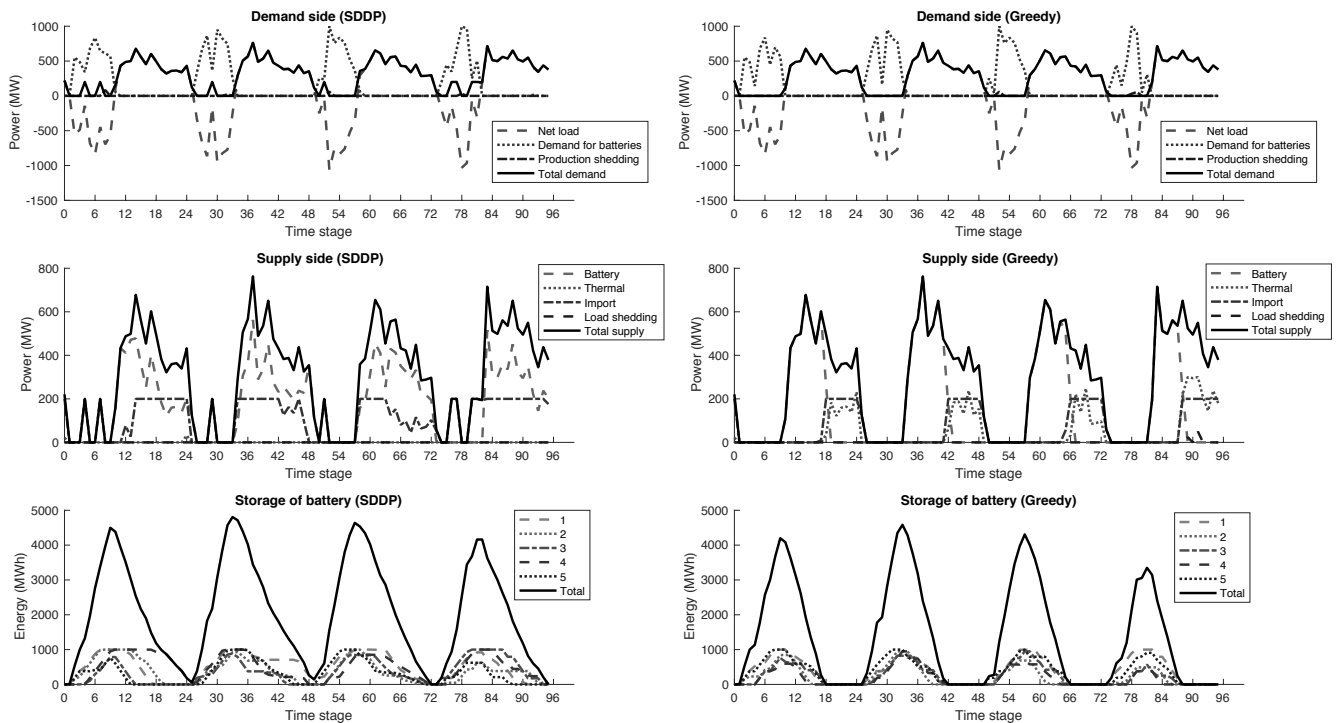 Demand side (SDDP)
1000
500
0
-500
-1000
-1500
Power (MW)
Net load
Demand for batteries
Production shedding
Total demand
0 6 12 18 24 30 36 42 48 54 60 66 72 78 84 90 96
Time stage
Demand side (Greedy)
1000
500
0
-500
-1000
-1500
Power (MW)
Net load
Demand for batteries
Production shedding
Total demand
0 6 12 18 24 30 36 42 48 54 60 66 72 78 84 90 96
Time stage
Supply side (SDDP)
800
600
400
200
0
Power (MW)
Battery
Thermal
Import
Load shedding
Total supply
0 6 12 18 24 30 36 42 48 54 60 66 72 78 84 90 96
Time stage
Supply side (Greedy)
800
600
400
200
0
Power (MW)
Battery
Thermal
Import
Load shedding
Total supply
0 6 12 18 24 30 36 42 48 54 60 66 72 78 84 90 96
Time stage
Storage of battery (SDDP)
5000
4000
3000
2000
1000
0
Energy (MWh)
1
2
3
4
5
Total
0 6 12 18 24 30 36 42 48 54 60 66 72 78 84 90 96
Time stage
Storage of battery (Greedy)
5000
4000
3000
2000
1000
0
Energy (MWh)
1
2
3
4
5
Total
0 6 12 18 24 30 36 42 48 54 60 66 72 78 84 90 96
Time stage